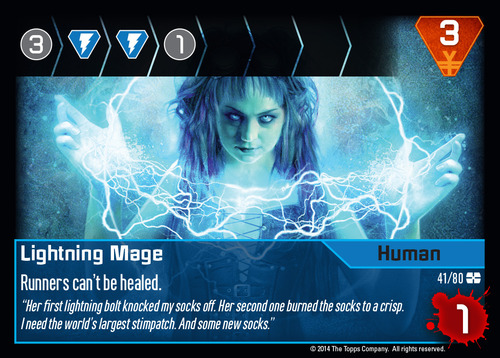 3 1
3
¥
Lightning Mage
Human
Runners can't be healed.
41/80
"Her first lightning bolt knocked my socks off. Her second one burned the socks to a crisp.
I need the world's largest stimpatch. And some new socks."
1
© 2014 The Topps Company. All rights reserved.